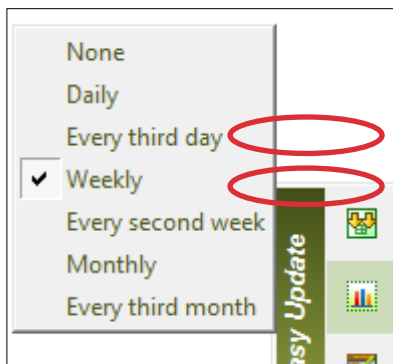 None
Daily
Every third day
Weekly
Every second week
Monthly
Every third month
asy Update